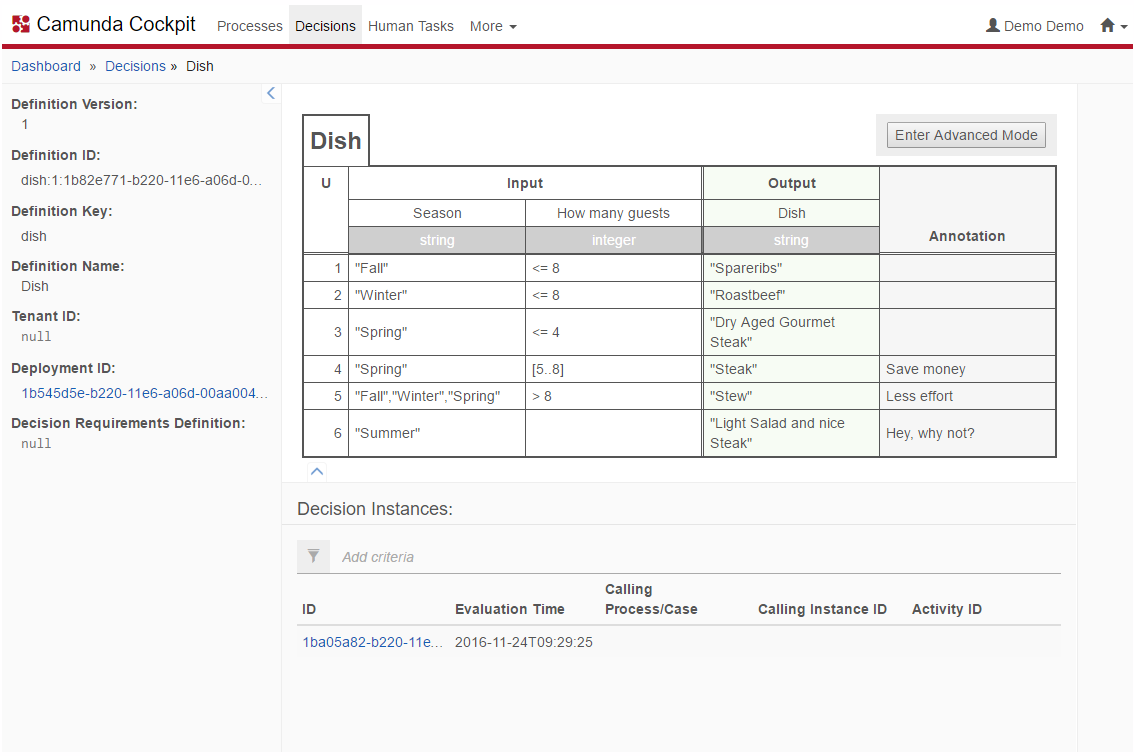 Camunda Cockpit Processes Decisions Human Tasks More Demo Demo
Dashboard » Decisions » Dish
Definition Version:
1
Definition ID:
dish:1:1b82e771-b220-11e6-a06d-0...
Definition Key:
dish
Definition Name:
Dish
Tenant ID:
null
Deployment ID:
1b545d5e-b220-11e6-a06d-00aa004...
Decision Requirements Definition:
null
Dish
Enter Advanced Mode
U Input Output Annotation
Season How many guests Dish
string integer string
1 "Fall" <= 8 "Spareribs"
2 "Winter" <= 8 "Roastbeef"
3 "Spring" <= 4 "Dry Aged Gourmet
Steak"
4 "Spring" [5..8] "Steak" Save money
5 "Fall","Winter","Spring" > 8 "Stew" Less effort
6 "Summer" "Light Salad and nice
Steak" Hey, why not?
Decision Instances:
Add criteria
ID Evaluation Time Calling
Process/Case Calling Instance ID Activity ID
1ba05a82-b220-11e... 2016-11-24T09:29:25